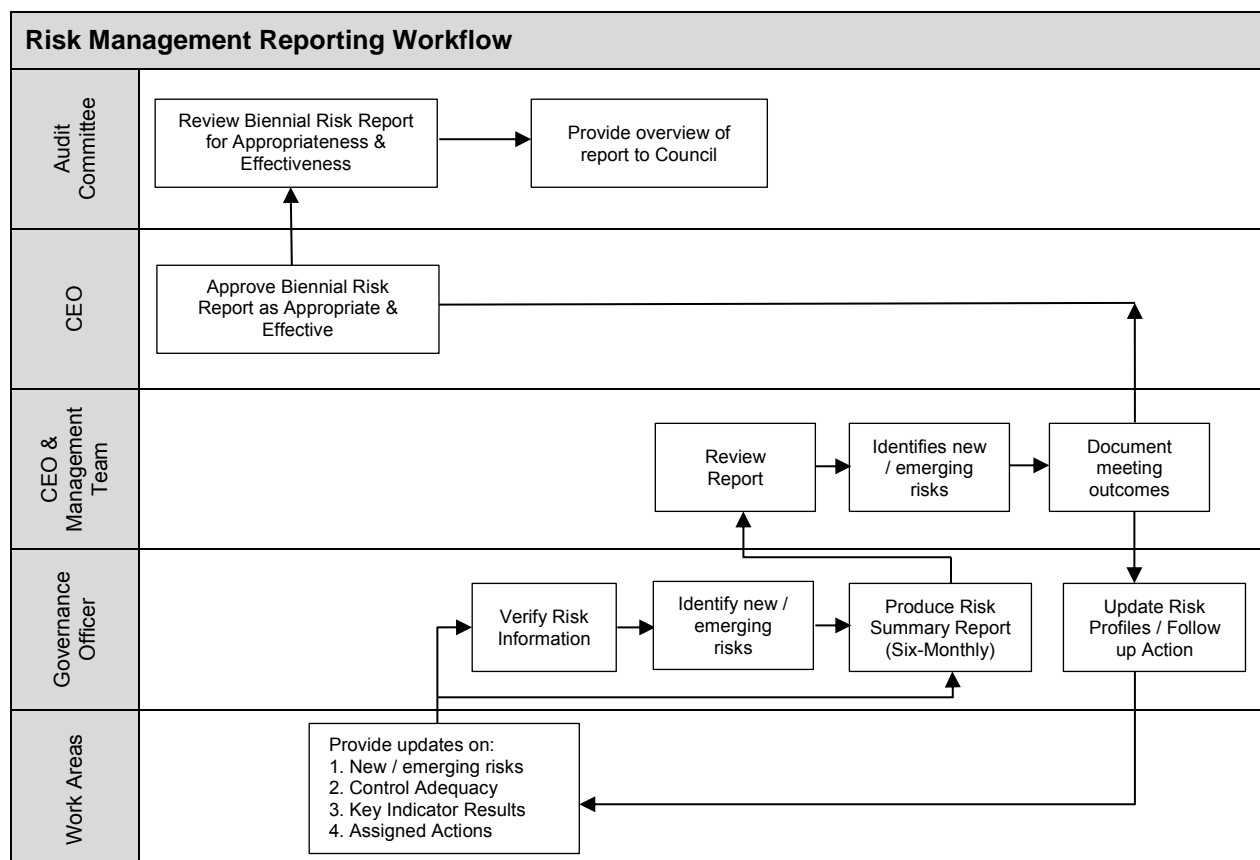 Risk Management Reporting Workflow
Audit
Committee
Review Biennial Risk Report
for Appropriateness &
Effectiveness
Provide overview of
report to Council
CEO
Approve Biennial Risk
Report as Appropriate &
Effective
CEO &
Management
Team
Review
Report
Identifies new
/ emerging
risks
Document
meeting
outcomes
Governance
Officer
Verify Risk
Information
Identify new /
emerging
risks
Produce Risk
Summary Report
(Six-Monthly)
Update Risk
Profiles / Follow
up Action
Work Areas
Provide updates on:
1. New / emerging risks
2. Control Adequacy
3. Key Indicator Results
4. Assigned Actions